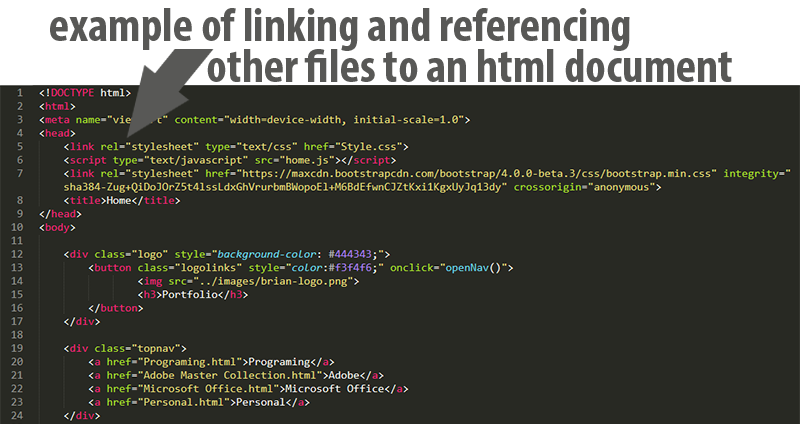 example of linking and referencing
other files to an html document
1 <!DOCTYPE html>
2 <html>
3 <meta name="vie rt" content="width=device-width, initial-scale=1.0">
4 <head>
5 <link rel="stylesheet" type="text/css" href="Style.css">
6 <script type="text/javascript" src="home.js"></script>
7 <link rel="stylesheet" href="https://maxcdn.bootstrapcdn.com/bootstrap/4.0.0-beta.3/css/bootstrap.min.css" integrity="
sha384-Zug+QiDoJOrZ5t4lssLdxGhVrurbmBWopoEl+M6BdEfwnCJZtKxi1KgxUyJq13dy" crossorigin="anonymous">
8 <title>Home</title>
9 </head>
10 <body>
11
12 <div class="logo" style="background-color: #444343;">
13 <button class="logolinks" style="color:#f3f4f6;" onclick="openNav()">
14 <img src="../images/brian-logo.png">
15 <h3>Portfolio</h3>
16 </button>
17 </div>
18
19 <div class="topnav">
20 <a href="Programing.html">Programing</a>
21 <a href="Adobe Master Collection.html">Adobe</a>
22 <a href="Microsoft Office.html">Microsoft Office</a>
23 <a href="Personal.html">Personal</a>
24 </div>